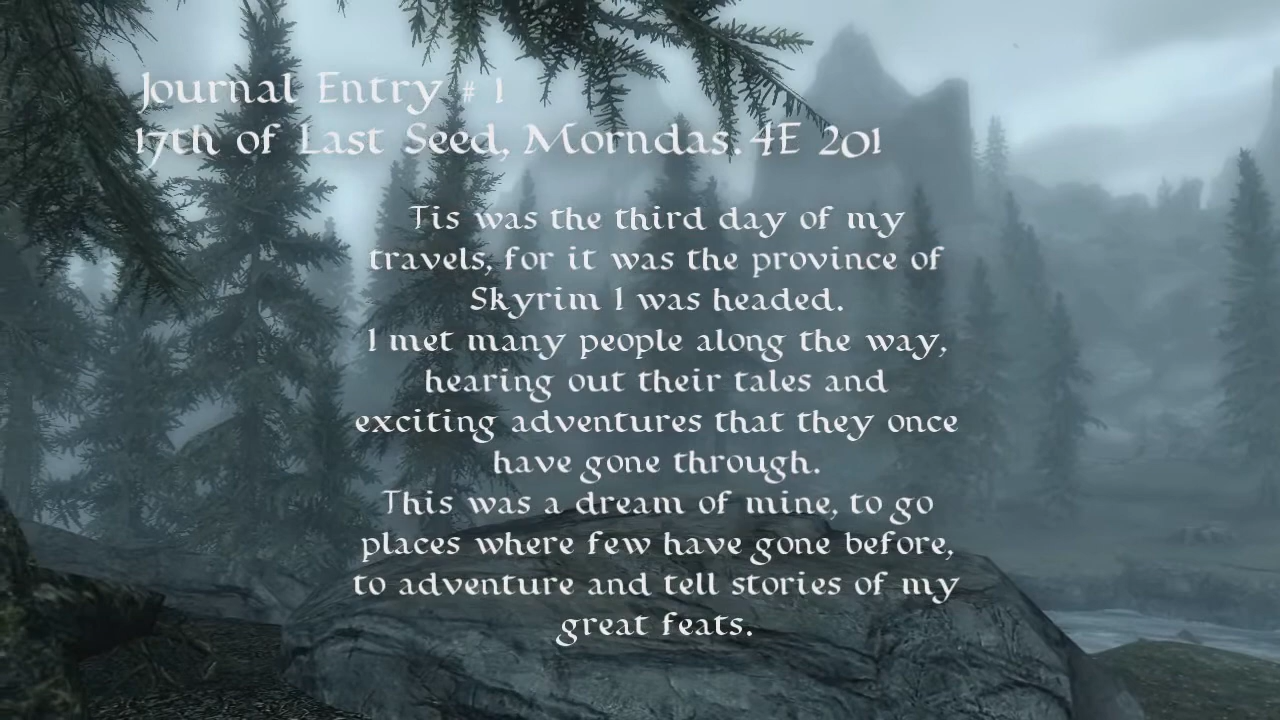 Journal Entry # 1
17th of Last Seed, Morndas. 4E 201
Tis was the third day of my
travels, for it was the province of
Skyrim I was headed.
I met many people along the way,
hearing out their tales and
exciting adventures that they once
have gone through.
This was a dream of mine, to go
places where few have gone before,
to adventure and tell stories of my
great feats.